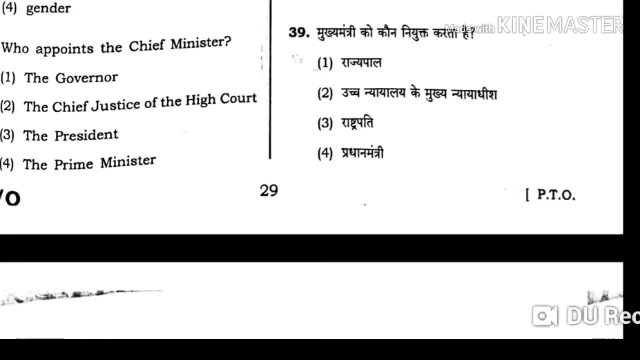 (4) gender
Who appoints the Chief Minister?
(1) The Governor
(2) The Chief Justice of the High Court
(3) The President
(4) The Prime Minister
/O
39. मुख्यमंत्री को कौन नियुक्त करता है?
(1) राज्यपाल
(2) उच्च न्यायालय के मुख्य न्यायाधीश
(3) राष्ट्रपति
(4) प्रधानमंत्री
29
[ P.T.O.
Made with KINEMASTER
DU Rec